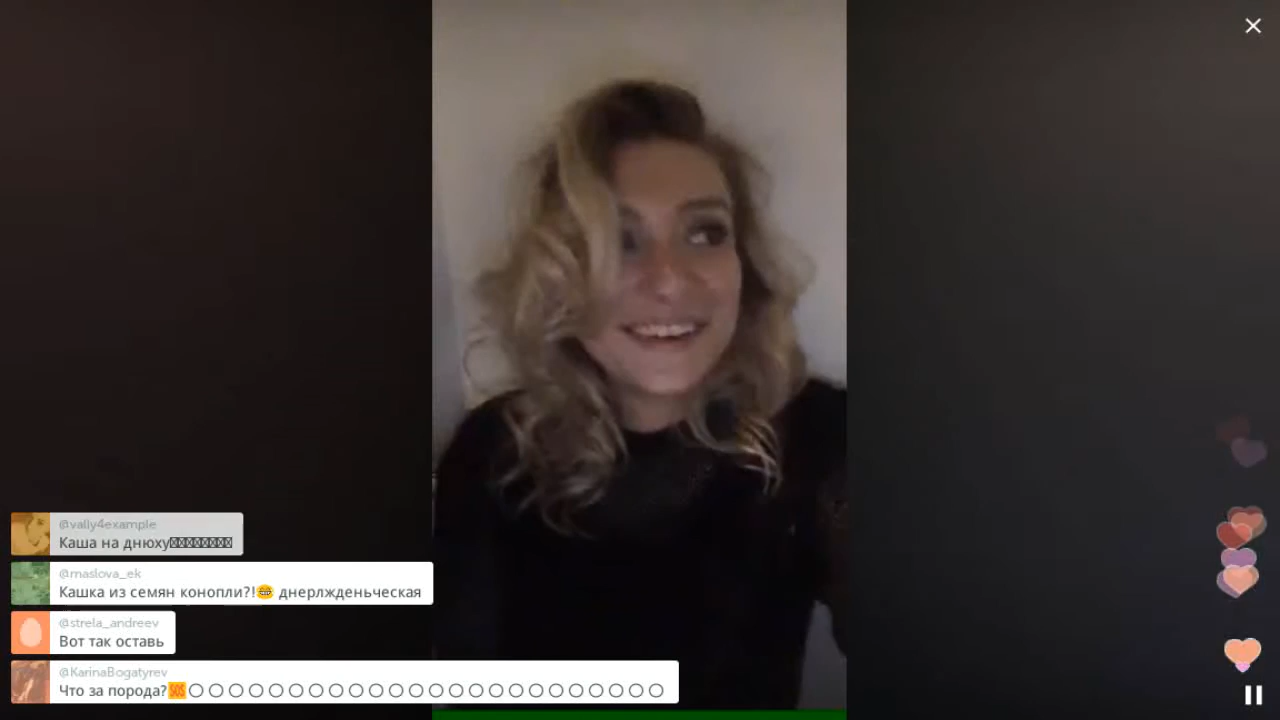 @vally4example
Каша на днюху
@maslova_ek
Кашка из семян конопли?!😁 днерлжденьческая
@strela_andreev
Вот так оставь
@KarinaBogatyrev
Что за порода?🆘○○○○○○○○○○○○○○○○○○○○○○○○